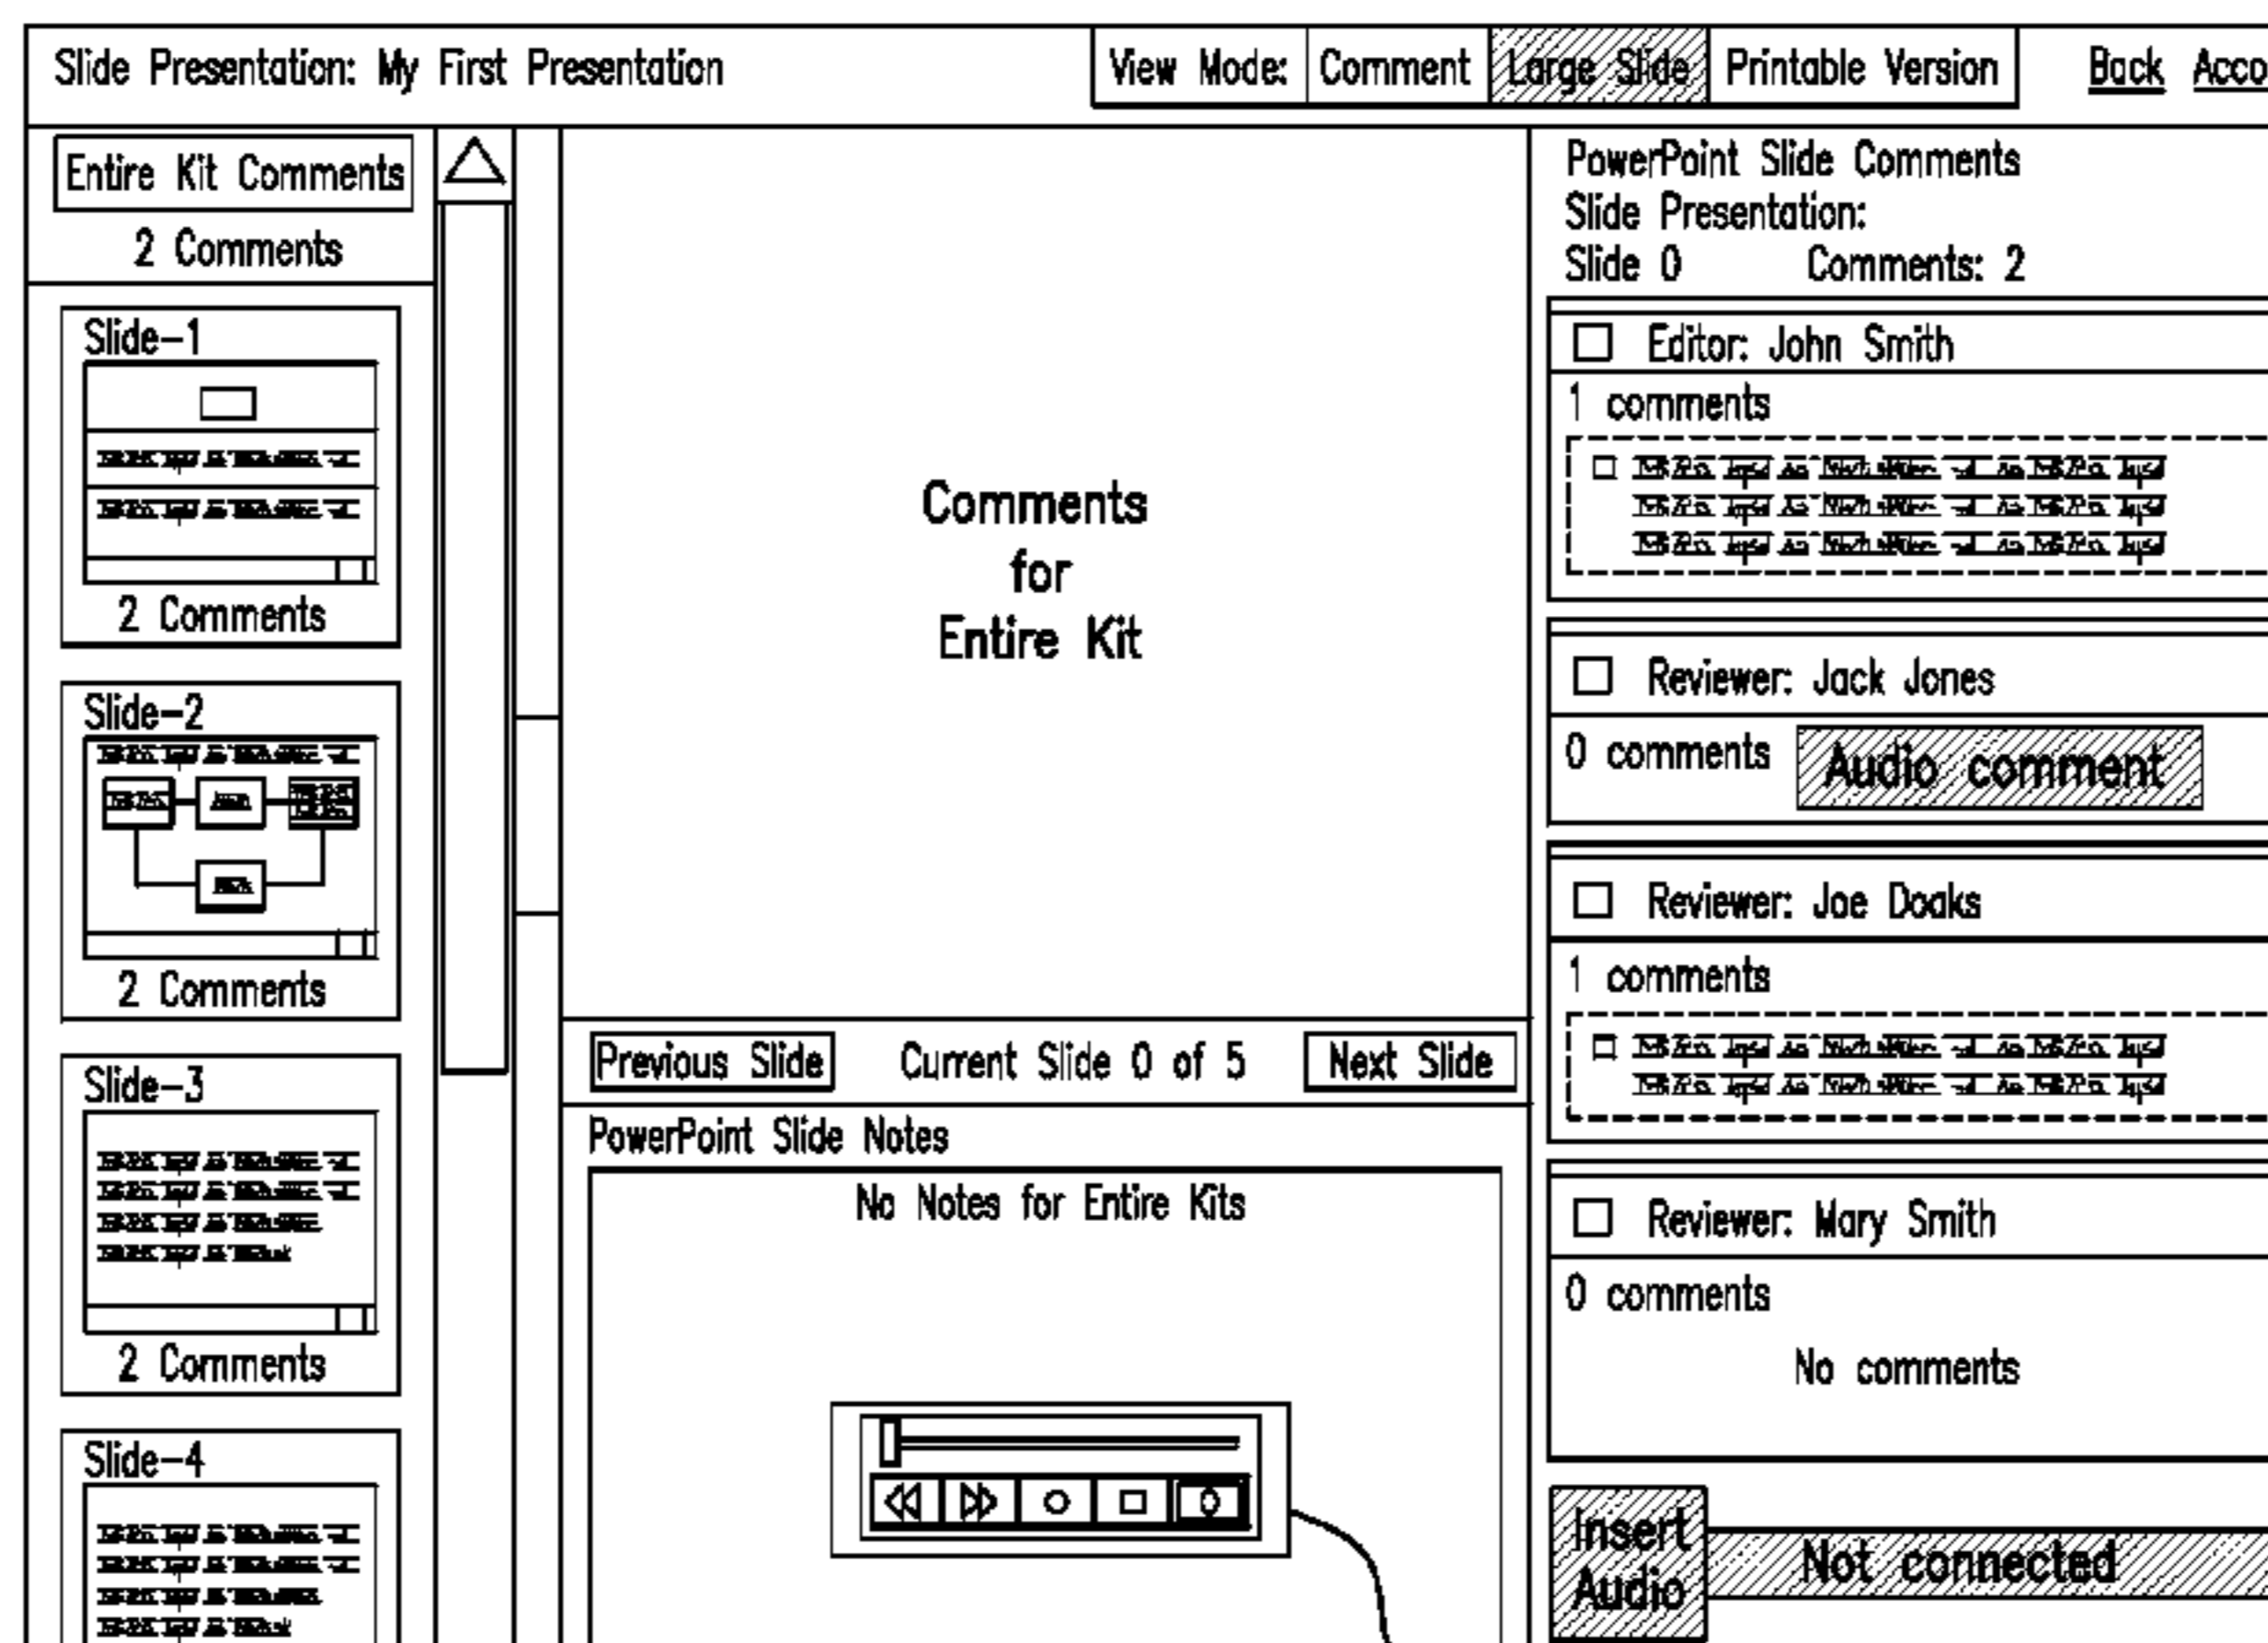 Slide Presentation: My First Presentation
View Mode: Comment Large Slide Printable Version
Back
Entire Kit Comments
2 Comments
Slide-1
2 Comments
Slide-2
2 Comments
Slide-3
2 Comments
Slide-4
Comments
for
Entire Kit
Previous Slide Current Slide 0 of 5 Next Slide
PowerPoint Slide Notes
No Notes for Entire Kits
PowerPoint Slide Comments
Slide Presentation:
Slide 0 Comments: 2
Editor: John Smith
1 comments
Reviewer: Jack Jones
0 comments Audio comment
Reviewer: Joe Doaks
1 comments
Reviewer: Mary Smith
0 comments
No comments
Insert
Audio
Not connected